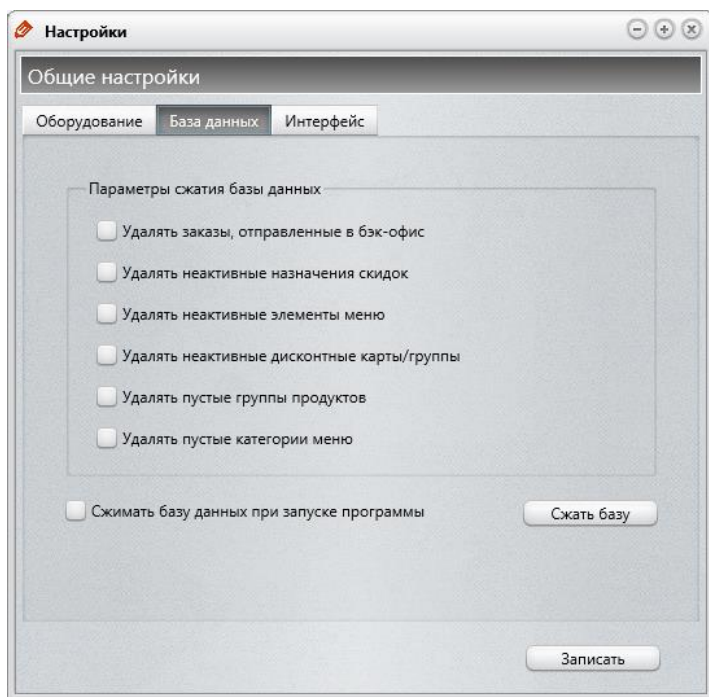 Настройки
Общие настройки
Оборудование База данных Интерфейс
Параметры сжатия базы данных
Удалять заказы, отправленные в бэк-офис
Удалять неактивные назначения скидок
Удалять неактивные элементы меню
Удалять неактивные дисконтные карты/группы
Удалять пустые группы продуктов
Удалять пустые категории меню
Сжимать базу данных при запуске программы Сжать базу
Записать